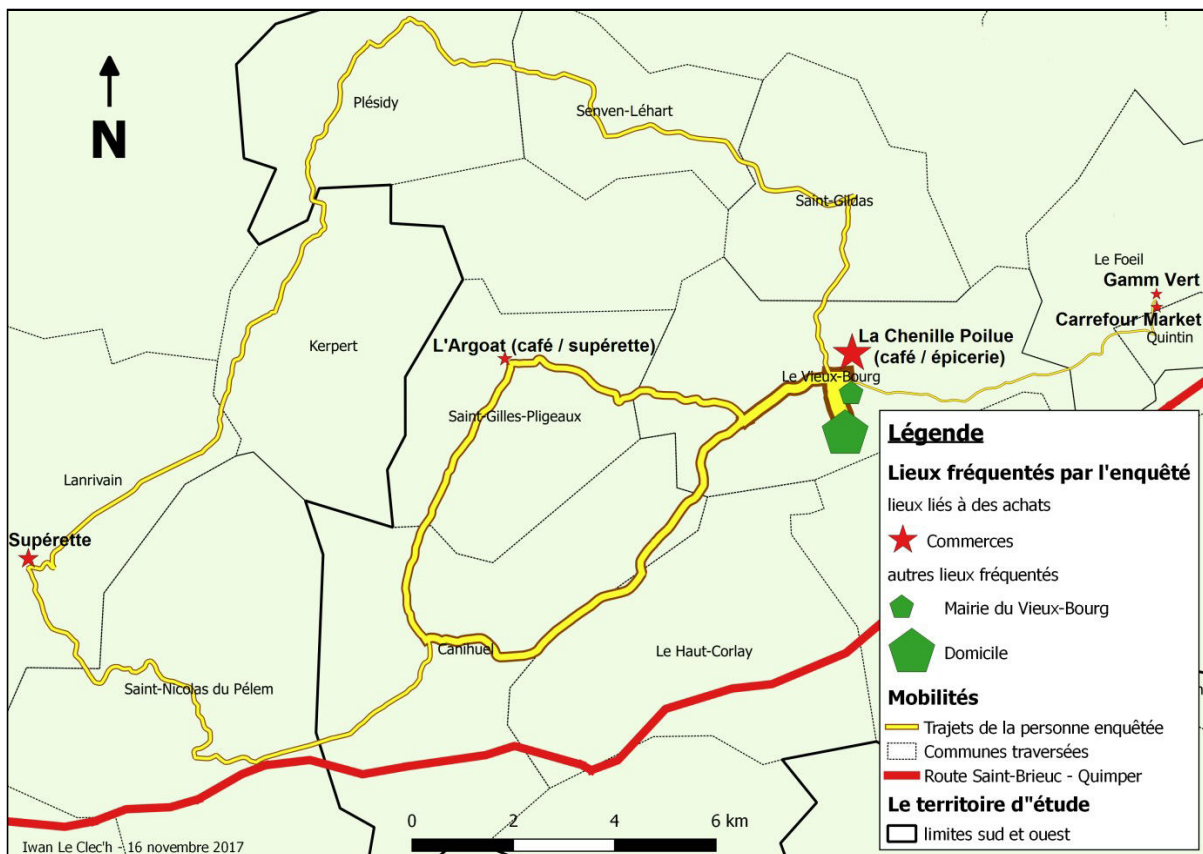 N
Plésidy
Senven-Léhart
Saint-Gildas
Le Foeil
Gamm Vert
Carrefour Market
Quintin
La Chenille Poilue
(café / épicerie)
Le Vieux-Bourg
Kerpert
L'Argoat (café / supérette)
Saint-Gilles-Pligeaux
Lanrivain
Supérette
Canihuel
Le Haut-Corlay
Saint-Nicolas du Pélem
Légende
Lieux fréquentés par l'enquêté
lieux liés à des achats
Commerces
autres lieux fréquentés
Mairie du Vieux-Bourg
Domicile
Mobilités
Trajets de la personne enquêtée
Communes traversées
Route Saint-Brieuc - Quimper
Le territoire d"étude
limites sud et ouest
0 2 4 6 km
Iwan Le Clec'h - 16 novembre 2017